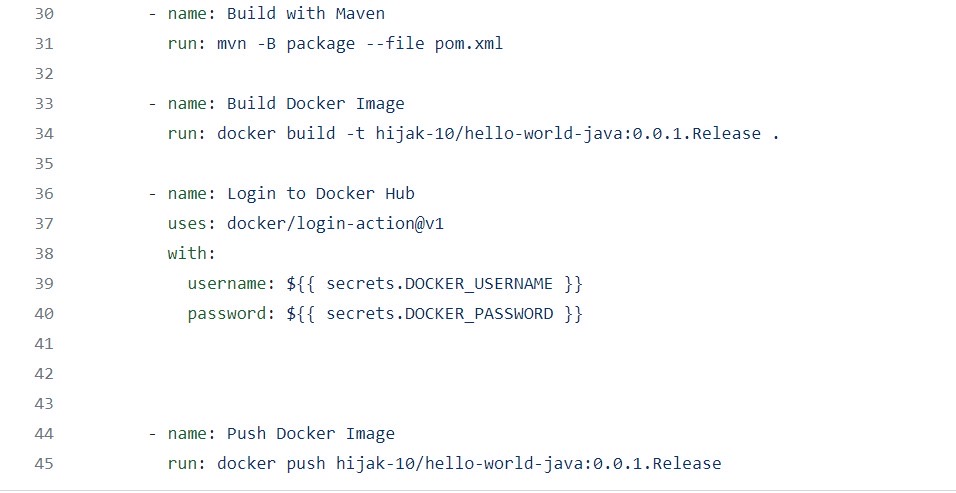 30 - name: Build with Maven
31 run: mvn -B package --file pom.xml
32
33 - name: Build Docker Image
34 run: docker build -t hijak-10/hello-world-java:0.0.1.Release .
35
36 - name: Login to Docker Hub
37 uses: docker/login-action@v1
38 with:
39 username: ${{ secrets.DOCKER_USERNAME }}
40 password: ${{ secrets.DOCKER_PASSWORD }}
41
42
43
44 - name: Push Docker Image
45 run: docker push hijak-10/hello-world-java:0.0.1.Release